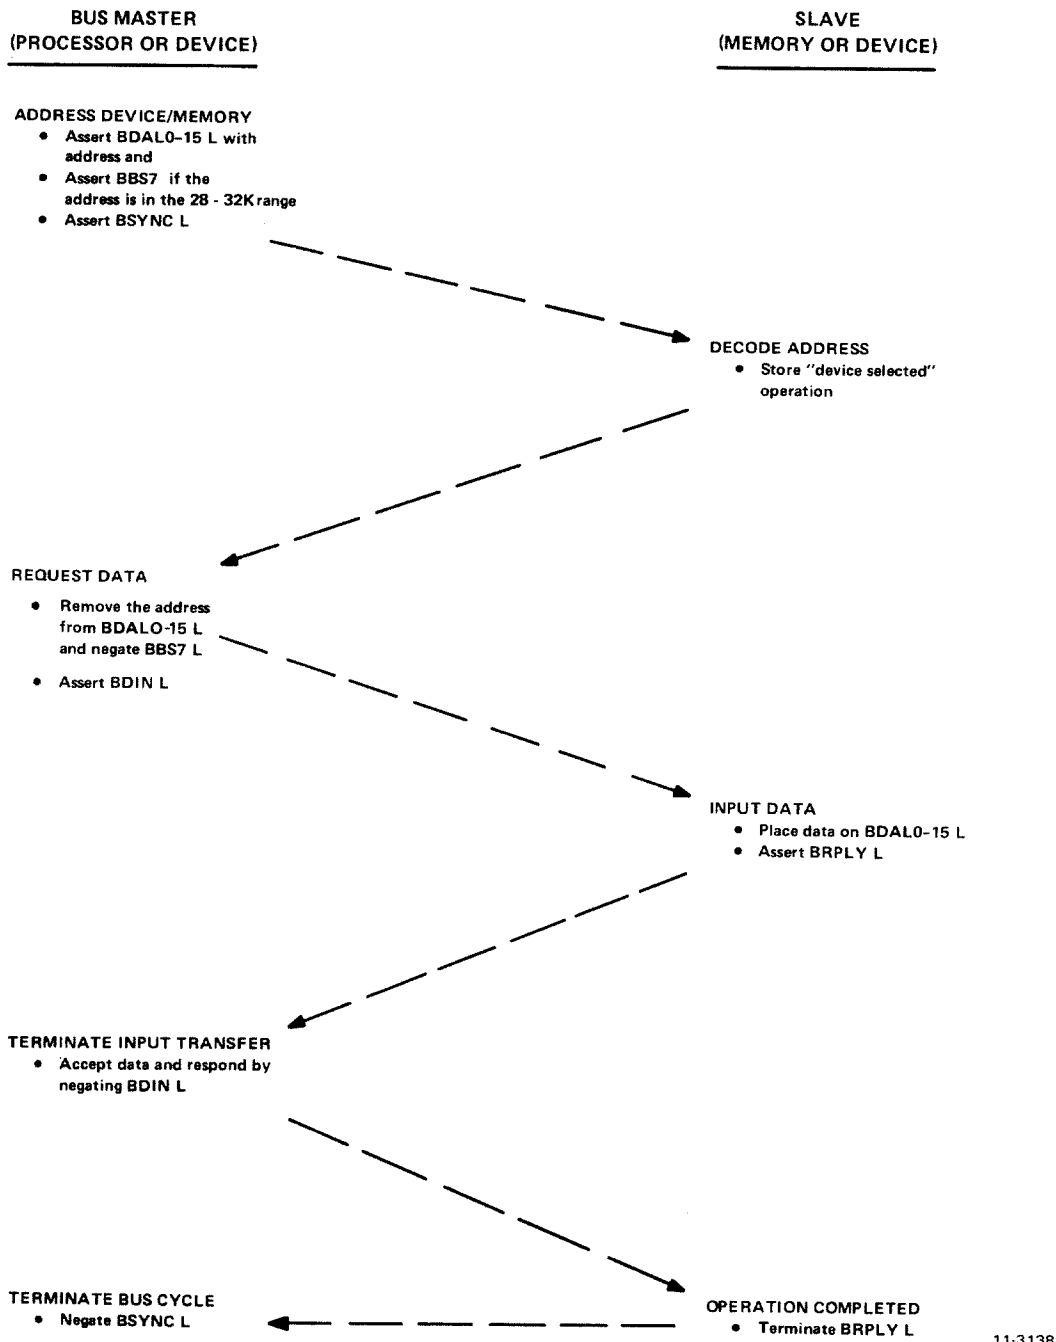 BUS MASTER
(PROCESSOR OR DEVICE)
SLAVE
(MEMORY OR DEVICE)
ADDRESS DEVICE/MEMORY
• Assert BDAL0-15 L with
address and
• Assert BBS7 if the
address is in the 28 - 32K range
• Assert BSYNC L
DECODE ADDRESS
• Store "device selected"
operation
REQUEST DATA
• Remove the address
from BDAL0-15 L
and negate BBS7 L
• Assert BDIN L
INPUT DATA
• Place data on BDAL0-15 L
• Assert BRPLY L
TERMINATE INPUT TRANSFER
• Accept data and respond by
negating BDIN L
TERMINATE BUS CYCLE
• Negate BSYNC L
OPERATION COMPLETED
• Terminate BRPLY L
11-3138